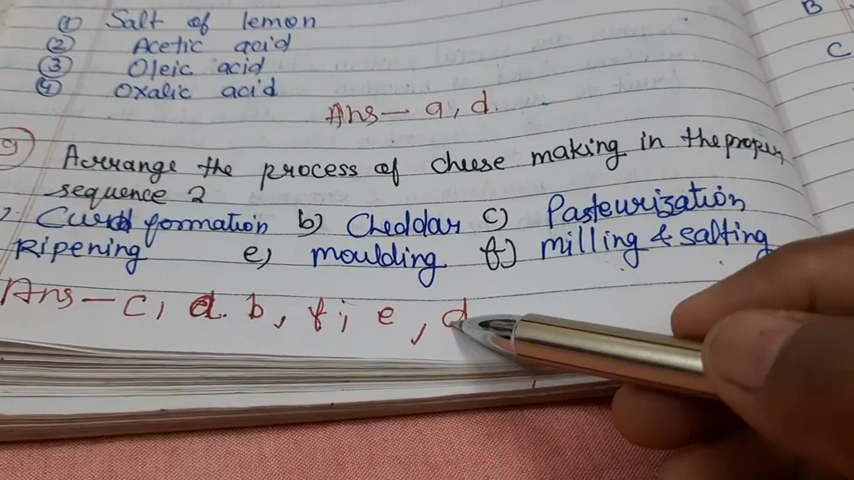 ① Salt of lemon
② Acetic acid
③ Oleic acid
④ Oxalic acid
Ans - a, d.
9) Arrange the process of cheese making in the proper
sequence ?
Curd formation b) Cheddar c) Pasteurization
Ripening e) moulding f) milling & salting
Ans - c, a. b, f, e, d
B
C